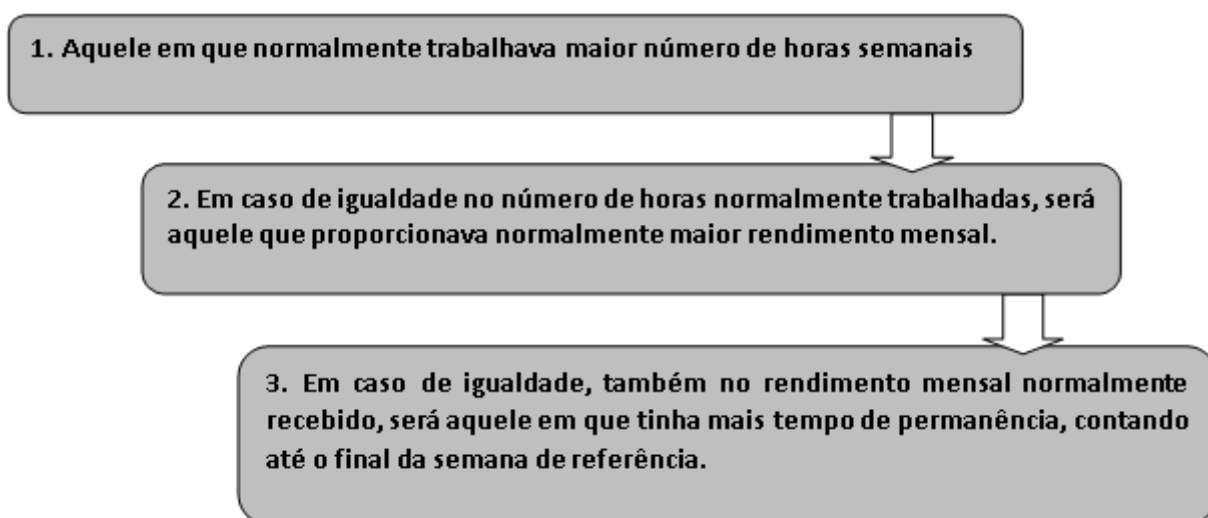 1. Aquele em que normalmente trabalhava maior número de horas semanais
2. Em caso de igualdade no número de horas normalmente trabalhadas, será
aquele que proporcionava normalmente maior rendimento mensal.
3. Em caso de igualdade, também no rendimento mensal normalmente
recebido, será aquele em que tinha mais tempo de permanência, contando
até o final da semana de referência.